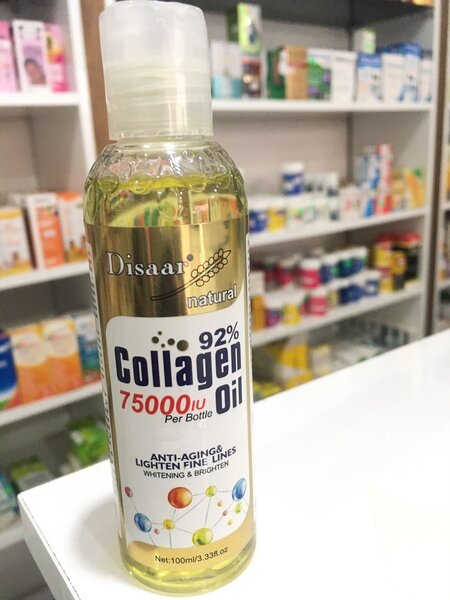 Disaar®
natural
92%
Collagen
75000IU Oil
Per Bottle
ANTI-AGING&
LIGHTEN FINE LINES
WHITENING & BRIGHTEN
Net:100ml/3.33fl.oz